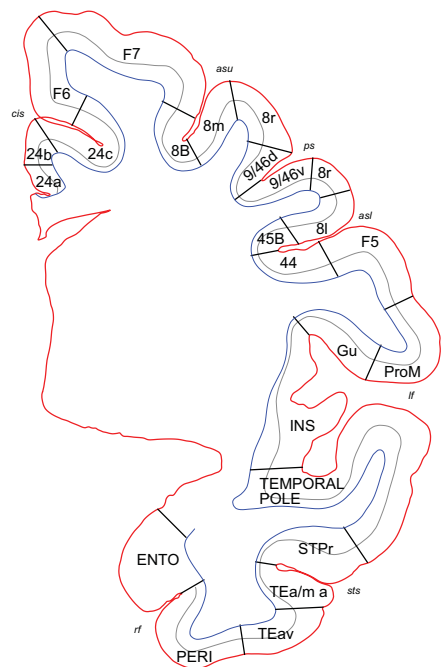 F7
asu
F6
8m
8r
cis
ps
24b
24c
8B
9/46d
9/46v
8r
24a
asl
45B
8l
F5
44
Gu
ProM
lf
INS
TEMPORAL
POLE
STPr
ENTO
TEa/m a
sts
rf
TEav
PERI